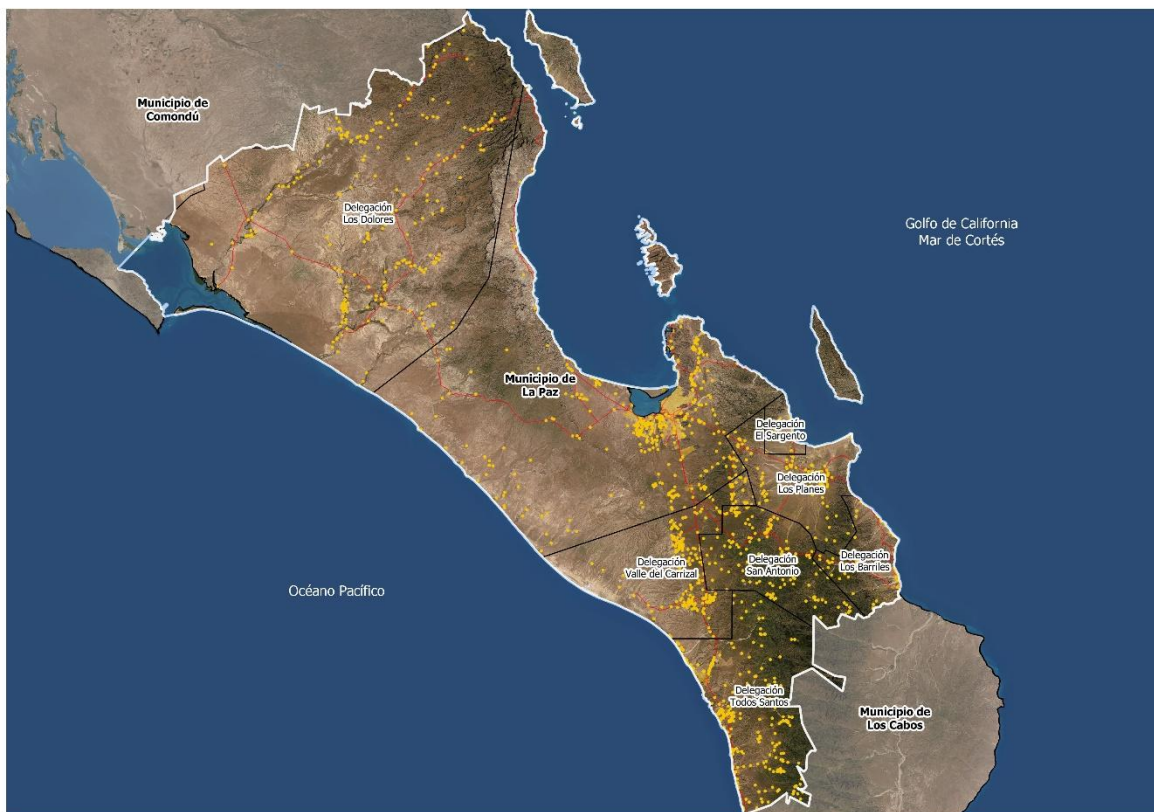 Municipio de
Comondú
Delegación
Los Dolores
Golfo de California
Mar de Cortés
Municipio de
La Paz
Delegación
El Sargento
Delegación
Los Planes
Delegación
Valle del Carrizal
Delegación
San Antonio
Delegación
Los Barriles
Océano Pacífico
Delegación
Todos Santos
Municipio de
Los Cabos